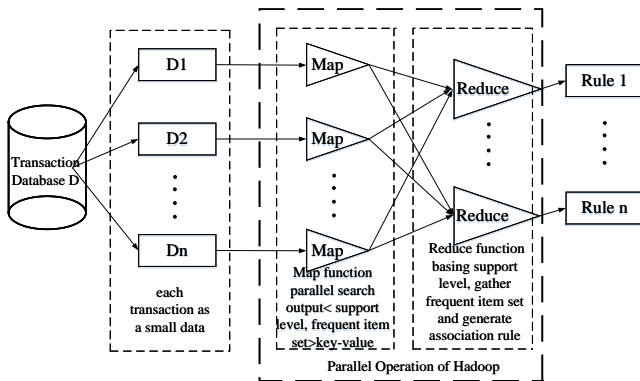 Transaction
Database D
D1
D2
Dn
each
transaction as
a small data
Map
Map
Map
Map function
parallel search
output< support
level, frequent item
set>key-value
Reduce
Reduce
Reduce function
basing support
level, gather
frequent item set
and generate
association rule
Parallel Operation of Hadoop
Rule 1
Rule n